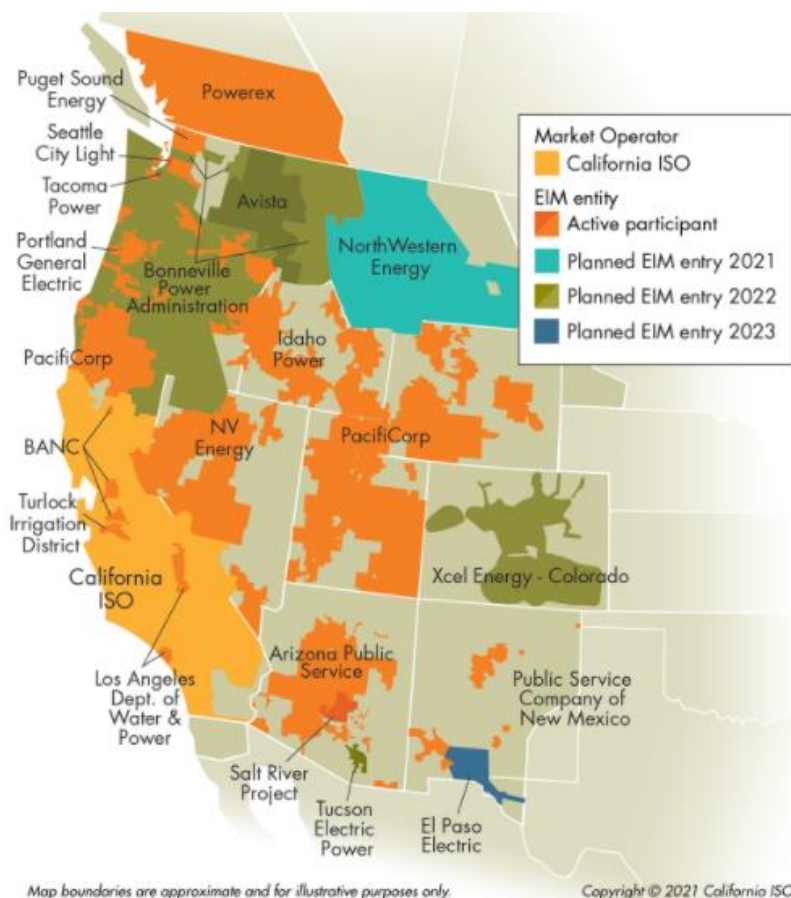 Puget Sound
Energy
Powerex
Seattle
City Light
Tacoma
Power
Avista
Portland
General
Electric
Bonneville
Power
Administration
NorthWestern
Energy
PacifiCorp
Idaho
Power
BANC
NV
Energy
PacifiCorp
Turlock
Irrigation
District
California
ISO
Xcel Energy - Colorado
Los Angeles
Dept. of
Water &
Power
Arizona Public
Service
Public Service
Company of
New Mexico
Salt River
Project
Tucson
Electric
Power
El Paso
Electric
Market Operator
California ISO
EIM entity
Active participant
Planned EIM entry 2021
Planned EIM entry 2022
Planned EIM entry 2023
Map boundaries are approximate and for illustrative purposes only.
Copyright © 2021 California ISO